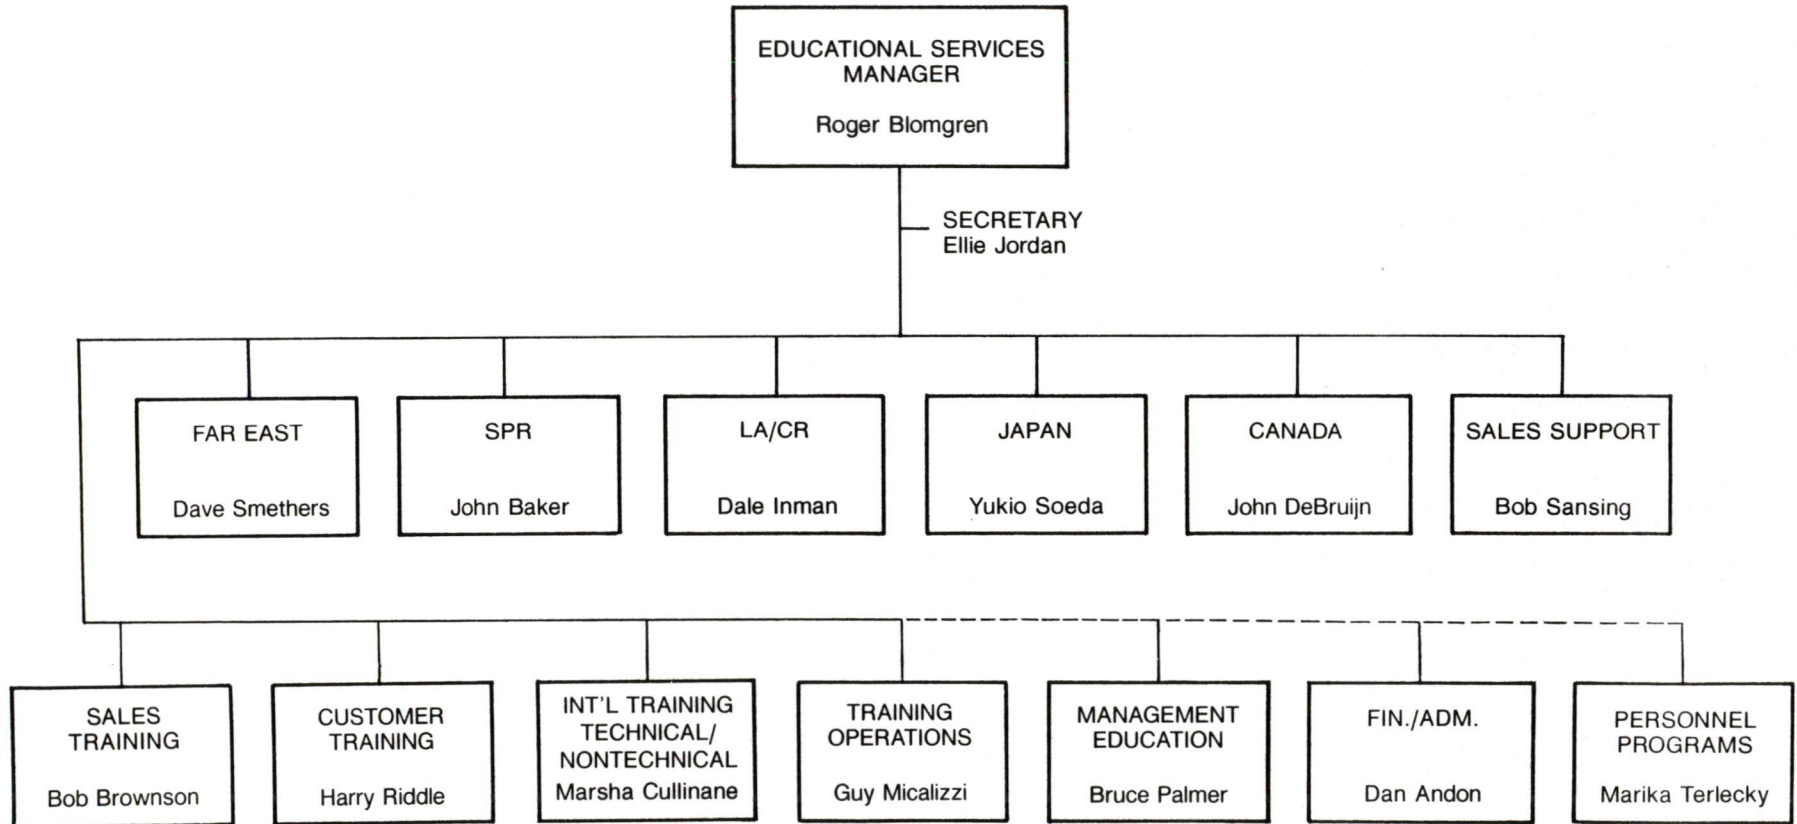 EDUCATIONAL SERVICES
MANAGER
Roger Blomgren
SECRETARY
Ellie Jordan
FAR EAST
Dave Smethers
SPR
John Baker
LA/CR
Dale Inman
JAPAN
Yukio Soeda
CANADA
John DeBruijn
SALES SUPPORT
Bob Sansing
SALES
TRAINING
Bob Brownson
CUSTOMER
TRAINING
Harry Riddle
INT'L TRAINING
TECHNICAL/
NONTECHNICAL
Marsha Cullinane
TRAINING
OPERATIONS
Guy Micalizzi
MANAGEMENT
EDUCATION
Bruce Palmer
FIN./ADM.
Dan Andon
PERSONNEL
PROGRAMS
Marika Terlecky